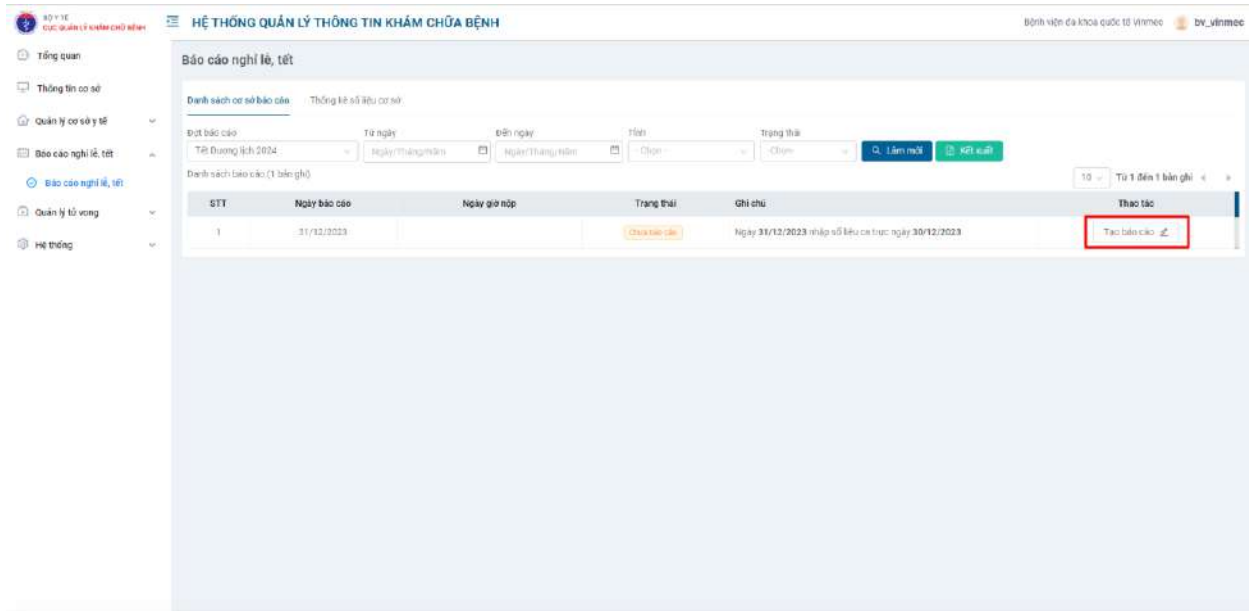 BỘ Y TẾ
CỤC QUẢN LÝ KHÁM CHỮA BỆNH
HỆ THỐNG QUẢN LÝ THÔNG TIN KHÁM CHỮA BỆNH
Bệnh viện đa khoa quốc tế Vinmec
bv_vinmec
Tổng quan
Thông tin cơ sở
Quản lý cơ sở y tế
Báo cáo nghỉ lễ, tết
Báo cáo nghỉ lễ, tết
Quản lý tử vong
Hệ thống
Báo cáo nghỉ lễ, tết
Danh sách cơ sở báo cáo Thống kê số liệu cơ sở
Đợt báo cáo Từ ngày Đến ngày Tỉnh Trạng thái
Tết Dương lịch 2024 Ngày/Tháng/Năm Ngày/Tháng/Năm -Chọn- -Chọn- Làm mới Kết xuất
Danh sách báo cáo (1 bản ghi) 10 Từ 1 đến 1 bản ghi
STT Ngày báo cáo Ngày giờ nộp Trạng thái Ghi chú Thao tác
1 31/12/2023 Chưa báo cáo Ngày 31/12/2023 nhập số liệu ca trực ngày 30/12/2023 Tạo báo cáo